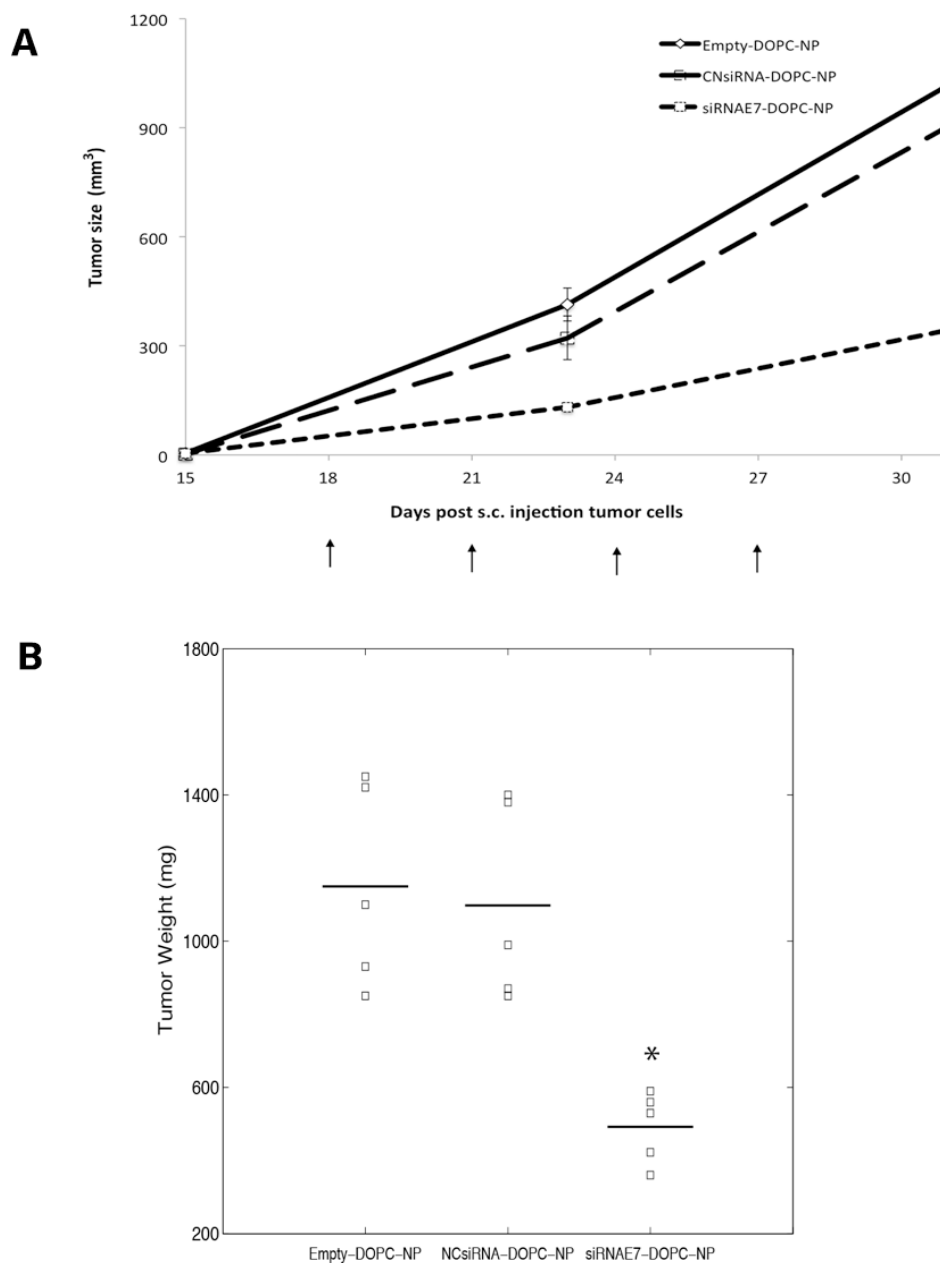 A
1200
900
600
300
0
Tumor size (mm³)
Empty-DOPC-NP
CNsiRNA-DOPC-NP
siRNAE7-DOPC-NP
15 18 21 24 27 30
Days post s.c. injection tumor cells
B
1800
1400
1000
600
200
Tumor Weight (mg)
*
Empty-DOPC-NP NCsiRNA-DOPC-NP siRNAE7-DOPC-NP